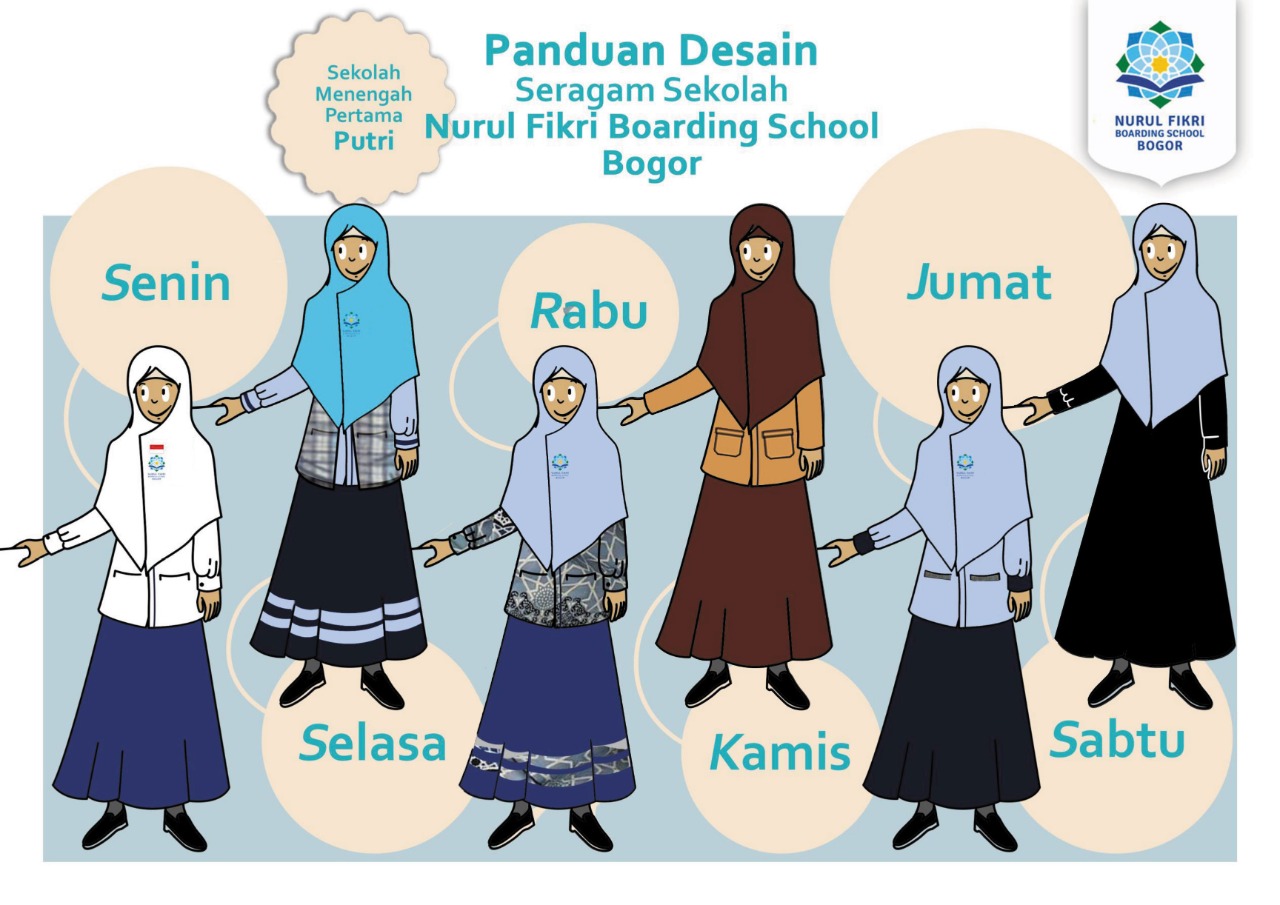 Sekolah
Menengah
Pertama
Putri
Panduan Desain
Seragam Sekolah
Nurul Fikri Boarding School
Bogor
NURUL FIKRI
BOARDING SCHOOL
BOGOR
Senin
Rabu
Jumat
Selasa
Kamis
Sabtu